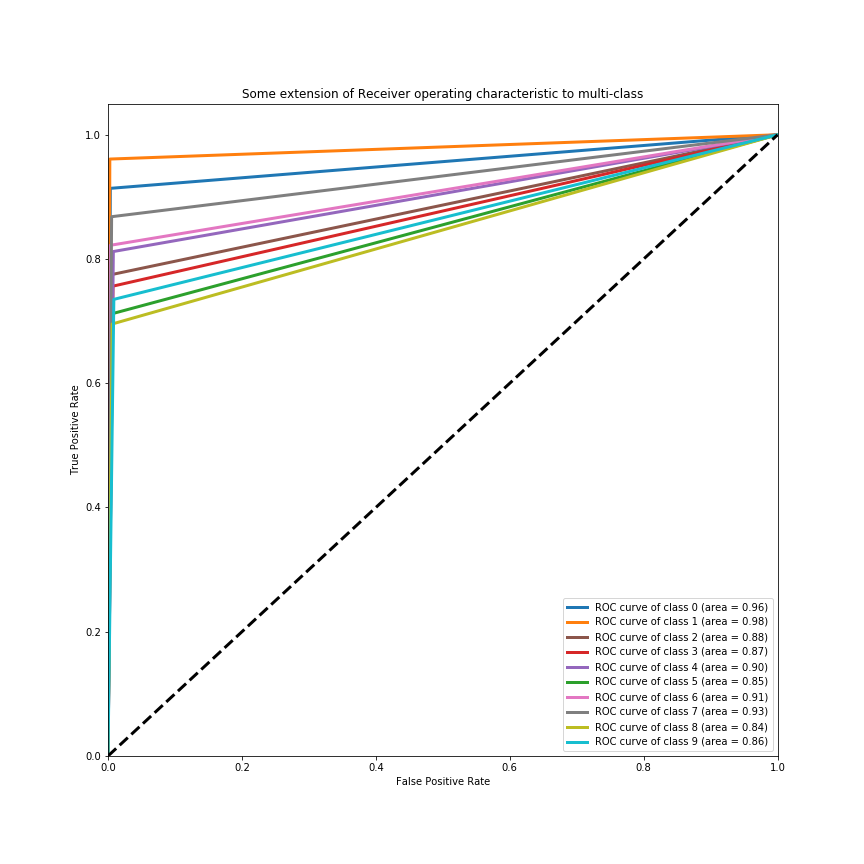 Some extension of Receiver operating characteristic to multi-class
1.0
0.8
0.6
0.4
0.2
0.0
True Positive Rate
ROC curve of class 0 (area = 0.96)
ROC curve of class 1 (area = 0.98)
ROC curve of class 2 (area = 0.88)
ROC curve of class 3 (area = 0.87)
ROC curve of class 4 (area = 0.90)
ROC curve of class 5 (area = 0.85)
ROC curve of class 6 (area = 0.91)
ROC curve of class 7 (area = 0.93)
ROC curve of class 8 (area = 0.84)
ROC curve of class 9 (area = 0.86)
0.0 0.2 0.4 0.6 0.8 1.0
False Positive Rate